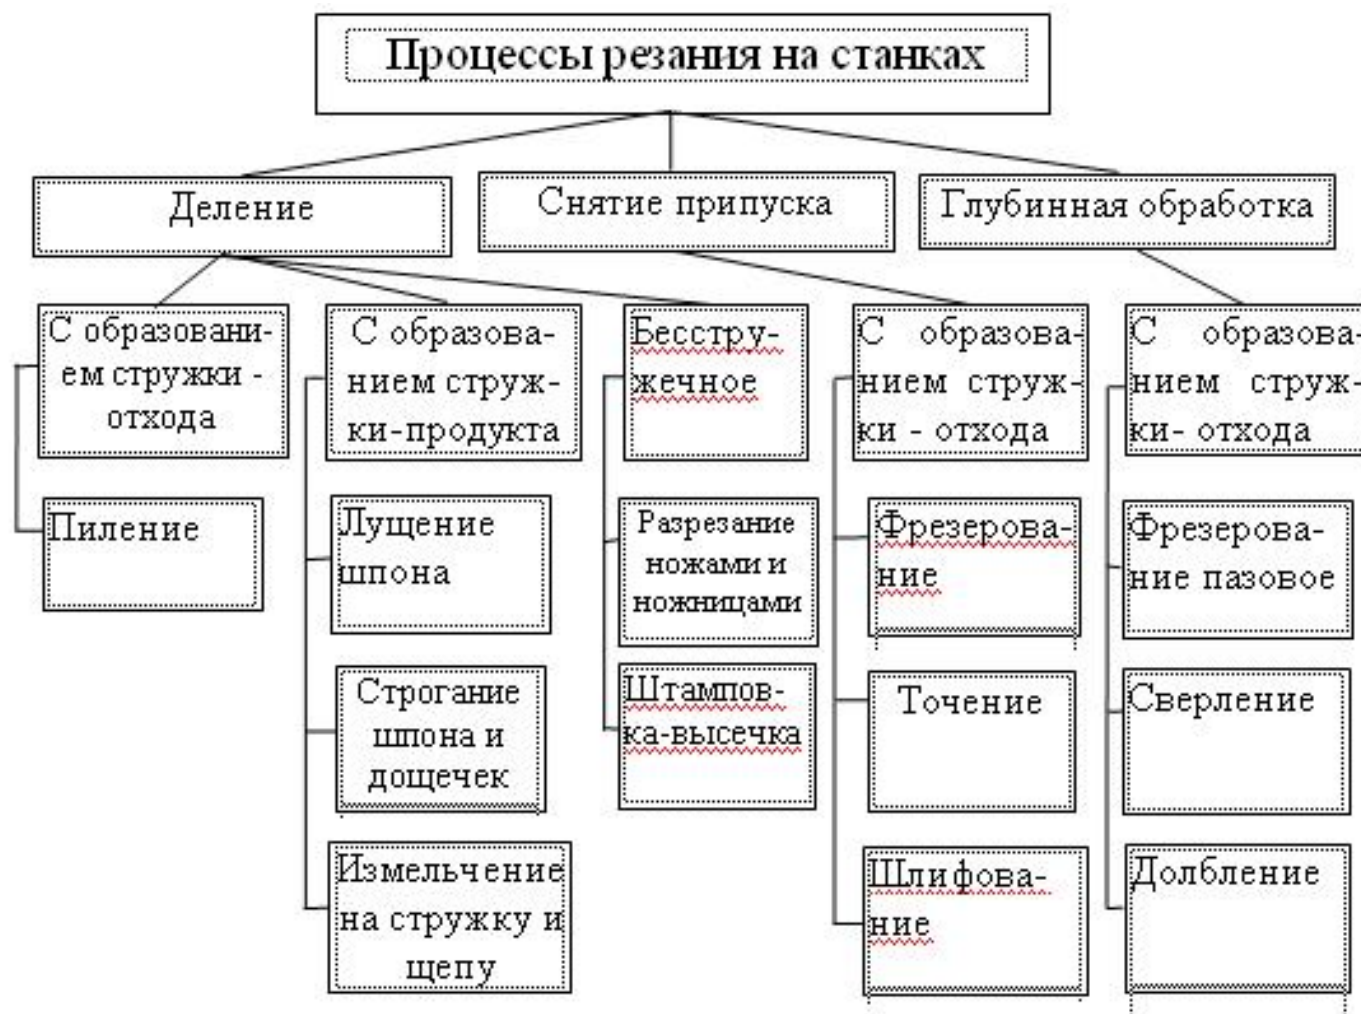 Процессы резания на станках
Деление
Снятие припуска
Глубинная обработка
С образовани-
ем стружки -
отхода
С образова-
нием струж-
ки-продукта
Бесстру-
жечное
С образова-
нием струж-
ки - отхода
С образова-
нием струж-
ки- отхода
Пиление
Лущение
шпона
Разрезание
ножами и
ножницами
Фрезерова-
ние
Фрезерова-
ние пазовое
Строгание
шпона и
дощечек
Штампов-
ка-высечка
Точение
Сверление
Измельчение
на стружку и
щепу
Шлифова-
ние
Долбление